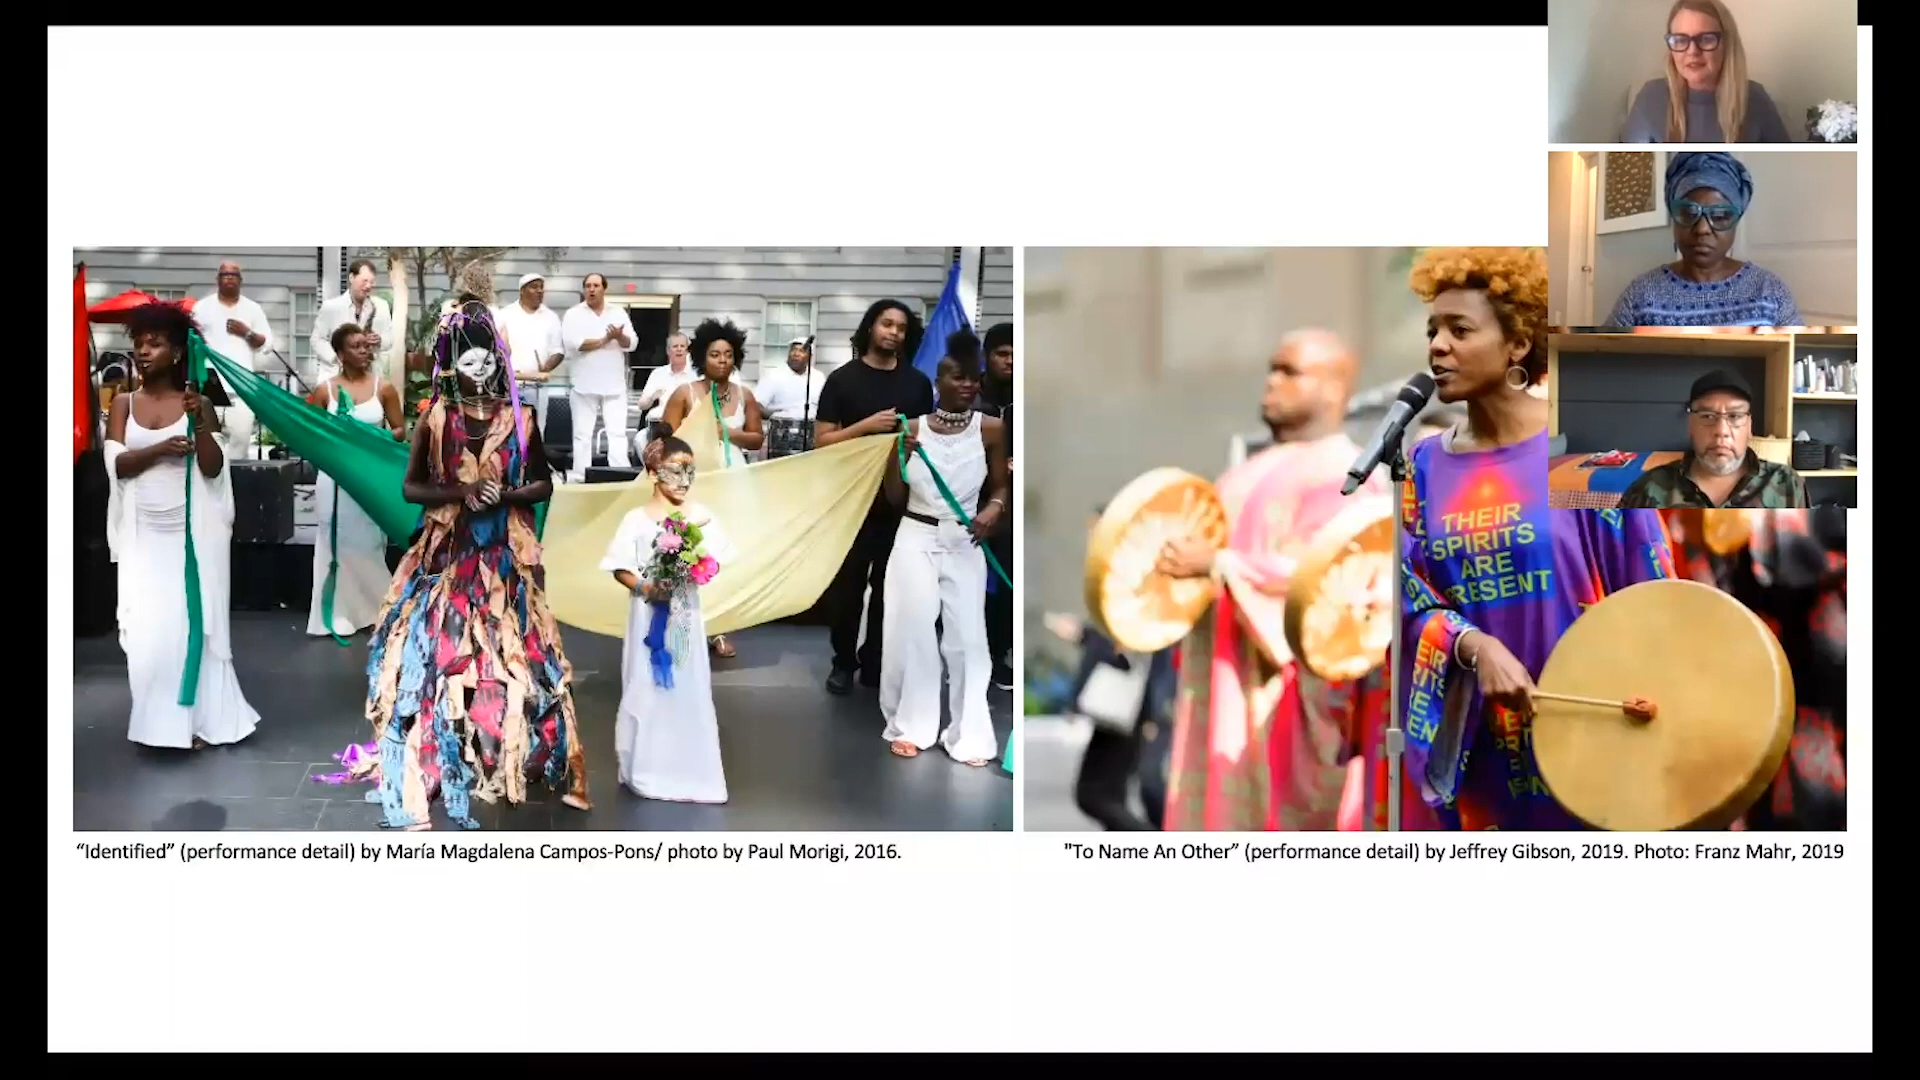 THEIR
SPIRITS
ARE
PRESENT
“Identified” (performance detail) by María Magdalena Campos-Pons/ photo by Paul Morigi, 2016.
"To Name An Other” (performance detail) by Jeffrey Gibson, 2019. Photo: Franz Mahr, 2019